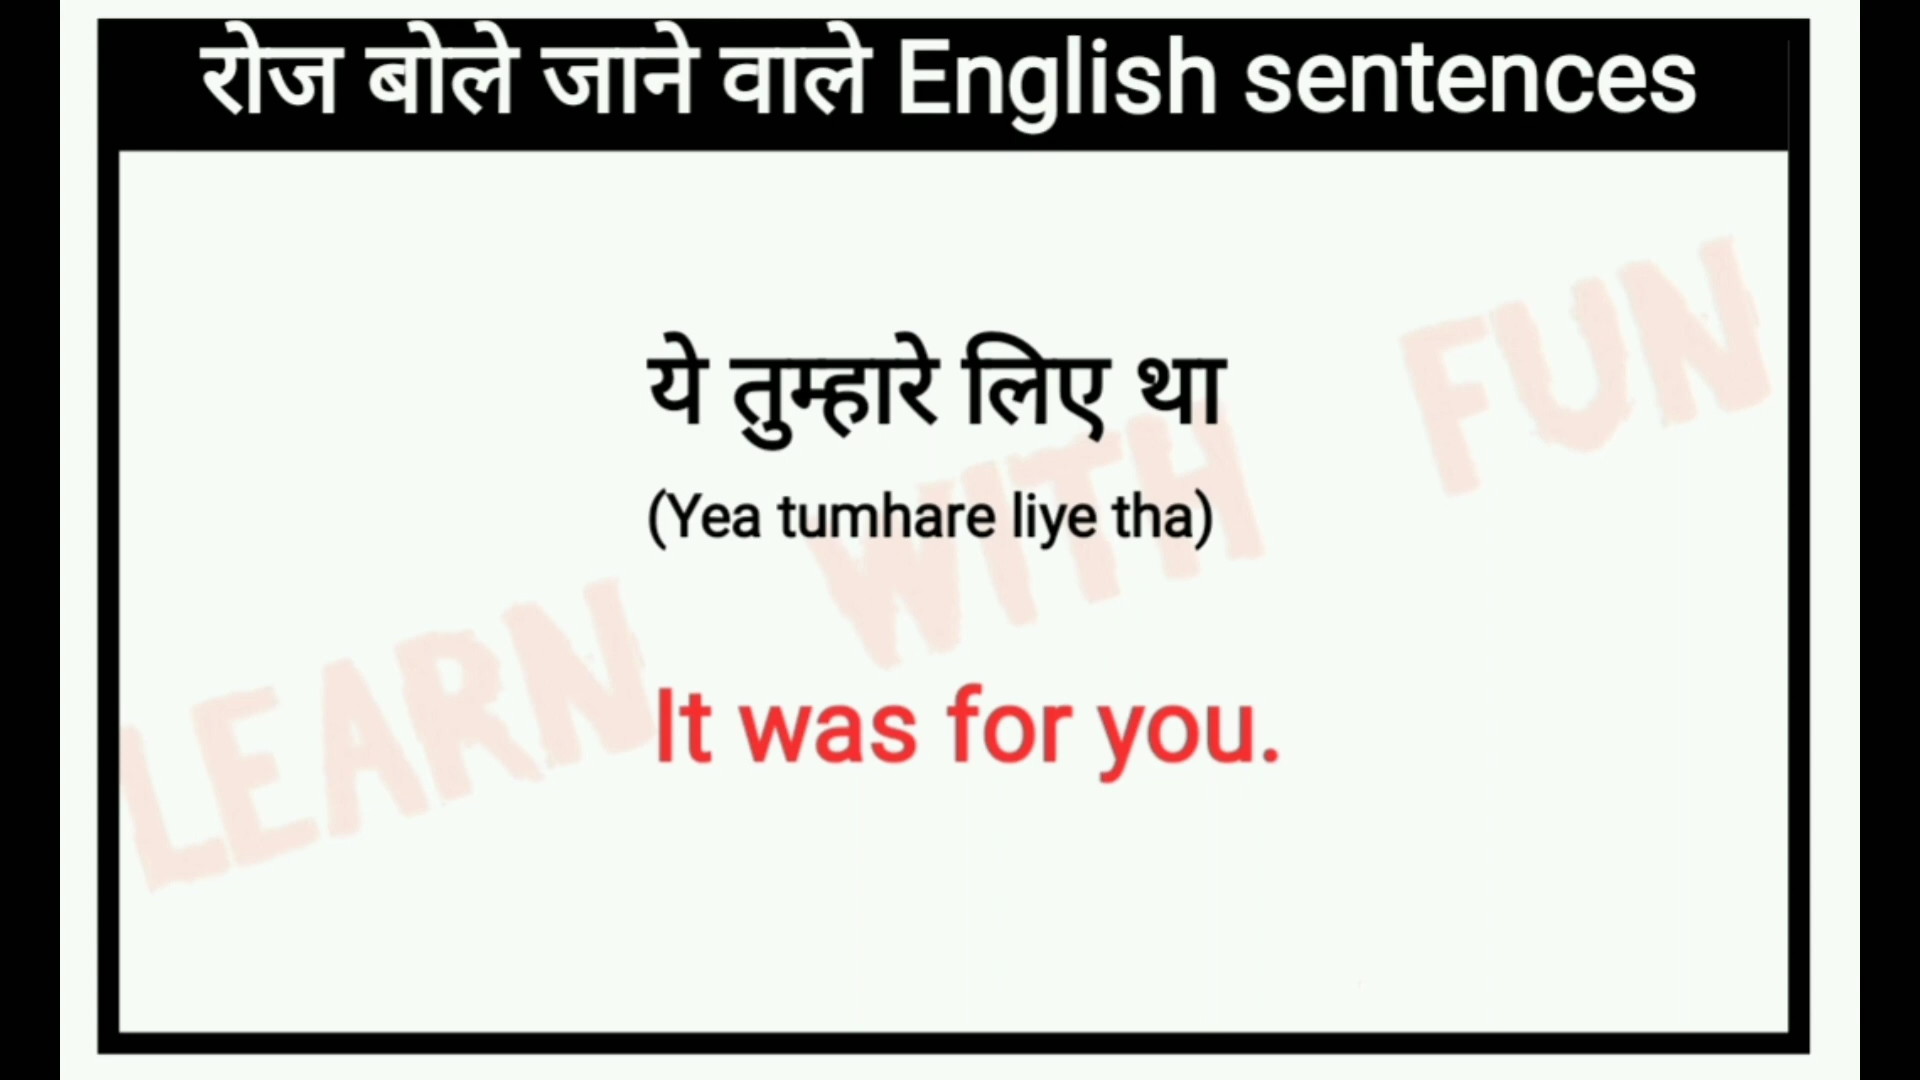 रोज बोले जाने वाले English sentences
ये तुम्हारे लिए था
(Yea tumhare liye tha)
It was for you.
LEARN WITH FUN